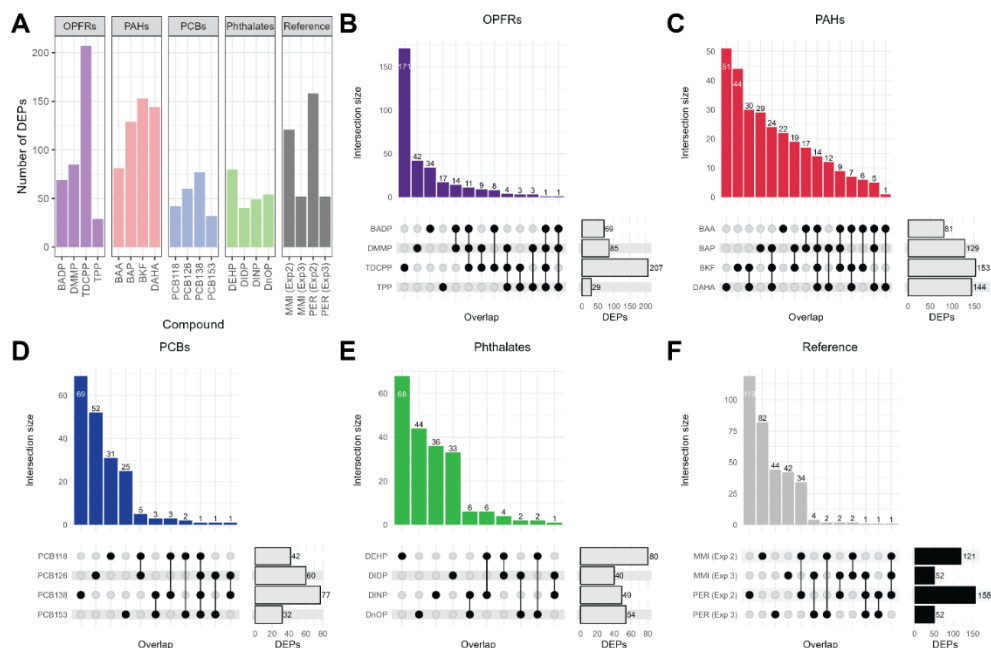 A
OPFRs PAHs PCBs Phthalates Reference
Number of DEPs
200
150
100
50
0
BADP DMMP TDCPP TPP BAA BAP BKF DAHA PCB118 PCB126 PCB138 PCB153 DEHP DIDP DINP DnOP MMI (Exp2) MMI (Exp3) PER (Exp2) PER (Exp3)
Compound
B
OPFRs
Intersection size
150
100
50
0
171 42 34 17 14 11 9 8 4 3 3 1 1
BADP 69
DMMP 85
TDCPP 207
TPP 29
0 50 100 150 200
Overlap DEPs
C
PAHs
Intersection size
50
40
30
20
10
0
51 44 30 29 24 22 19 17 14 12 9 7 6 5 1
BAA 81
BAP 129
BKF 153
DAHA 144
0 50 100 150
Overlap DEPs
D
PCBs
Intersection size
60
40
20
0
69 52 31 25 5 3 3 2 1 1 1
PCB118 42
PCB126 60
PCB138 77
PCB153 32
0 20 40 60 80
Overlap DEPs
E
Phthalates
Intersection size
60
40
20
0
68 44 36 33 6 6 4 2 2 1
DEHP 80
DIDP 40
DINP 49
DnOP 54
0 20 40 60 80
Overlap DEPs
F
Reference
Intersection size
100
75
50
25
0
82 44 42 34 4 2 2 2 1 1 1
MMI (Exp 2) 121
MMI (Exp 3) 52
PER (Exp 2) 158
PER (Exp 3) 52
0 50 100 150
Overlap DEPs